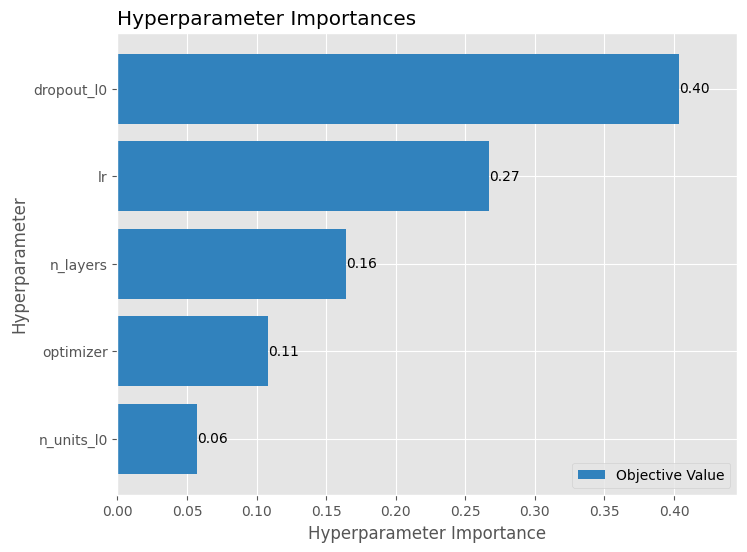 Hyperparameter Importances
Hyperparameter
dropout_l0
0.40
lr
0.27
n_layers
0.16
optimizer
0.11
n_units_l0
0.06
Objective Value
0.00 0.05 0.10 0.15 0.20 0.25 0.30 0.35 0.40
Hyperparameter Importance